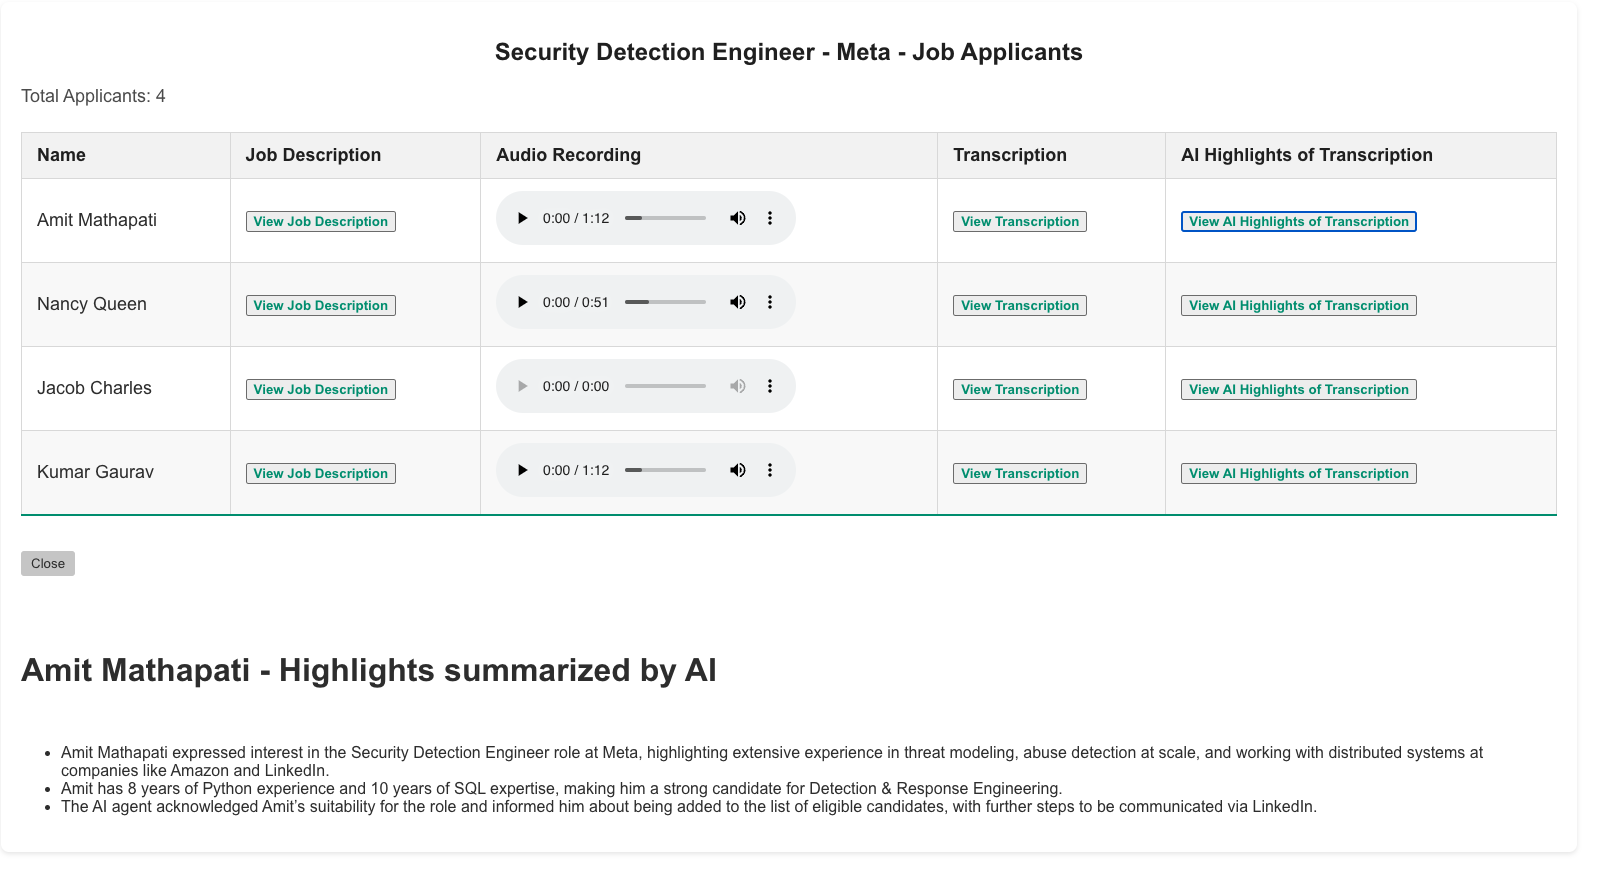 Security Detection Engineer - Meta - Job Applicants
Total Applicants: 4
Name Job Description Audio Recording Transcription AI Highlights of Transcription
Amit Mathapati View Job Description 0:00 / 1:12 View Transcription View AI Highlights of Transcription
Nancy Queen View Job Description 0:00 / 0:51 View Transcription View AI Highlights of Transcription
Jacob Charles View Job Description 0:00 / 0:00 View Transcription View AI Highlights of Transcription
Kumar Gaurav View Job Description 0:00 / 1:12 View Transcription View AI Highlights of Transcription
Close
Amit Mathapati - Highlights summarized by AI
• Amit Mathapati expressed interest in the Security Detection Engineer role at Meta, highlighting extensive experience in threat modeling, abuse detection at scale, and working with distributed systems at
companies like Amazon and LinkedIn.
• Amit has 8 years of Python experience and 10 years of SQL expertise, making him a strong candidate for Detection & Response Engineering.
• The AI agent acknowledged Amit’s suitability for the role and informed him about being added to the list of eligible candidates, with further steps to be communicated via LinkedIn.